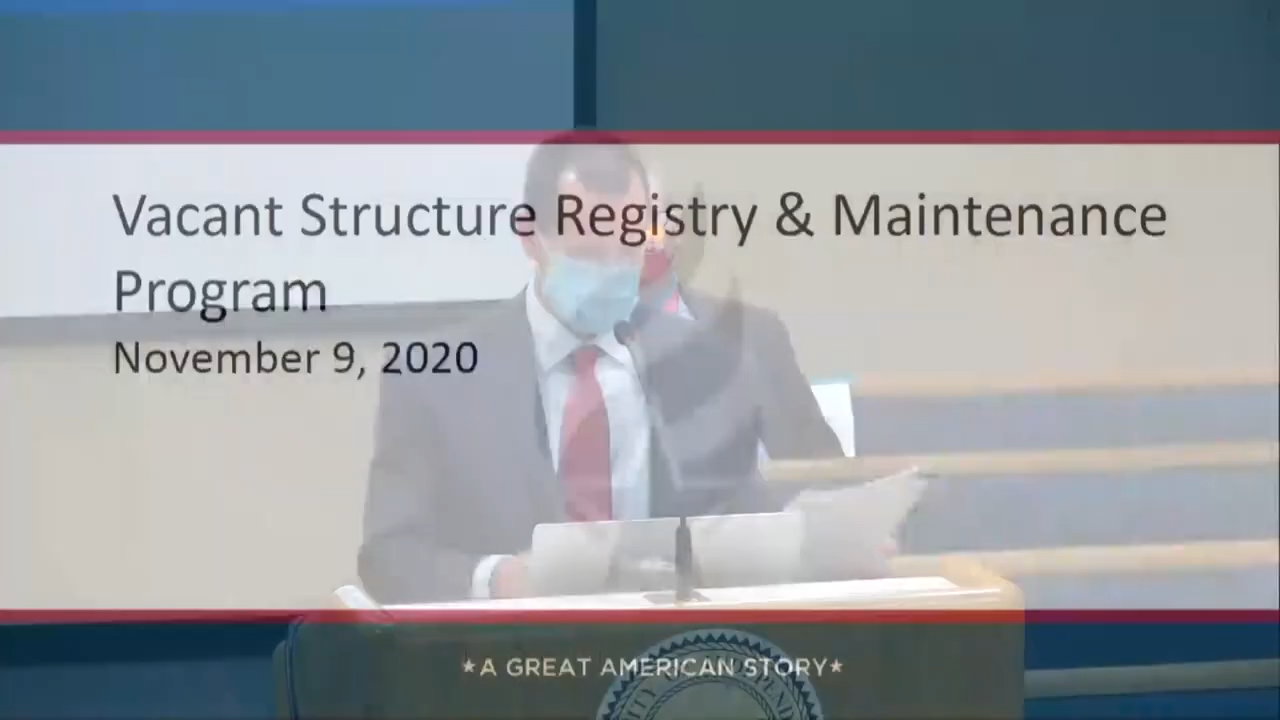 Vacant Structure Registry & Maintenance
Program
November 9, 2020
★A GREAT AMERICAN STORY★